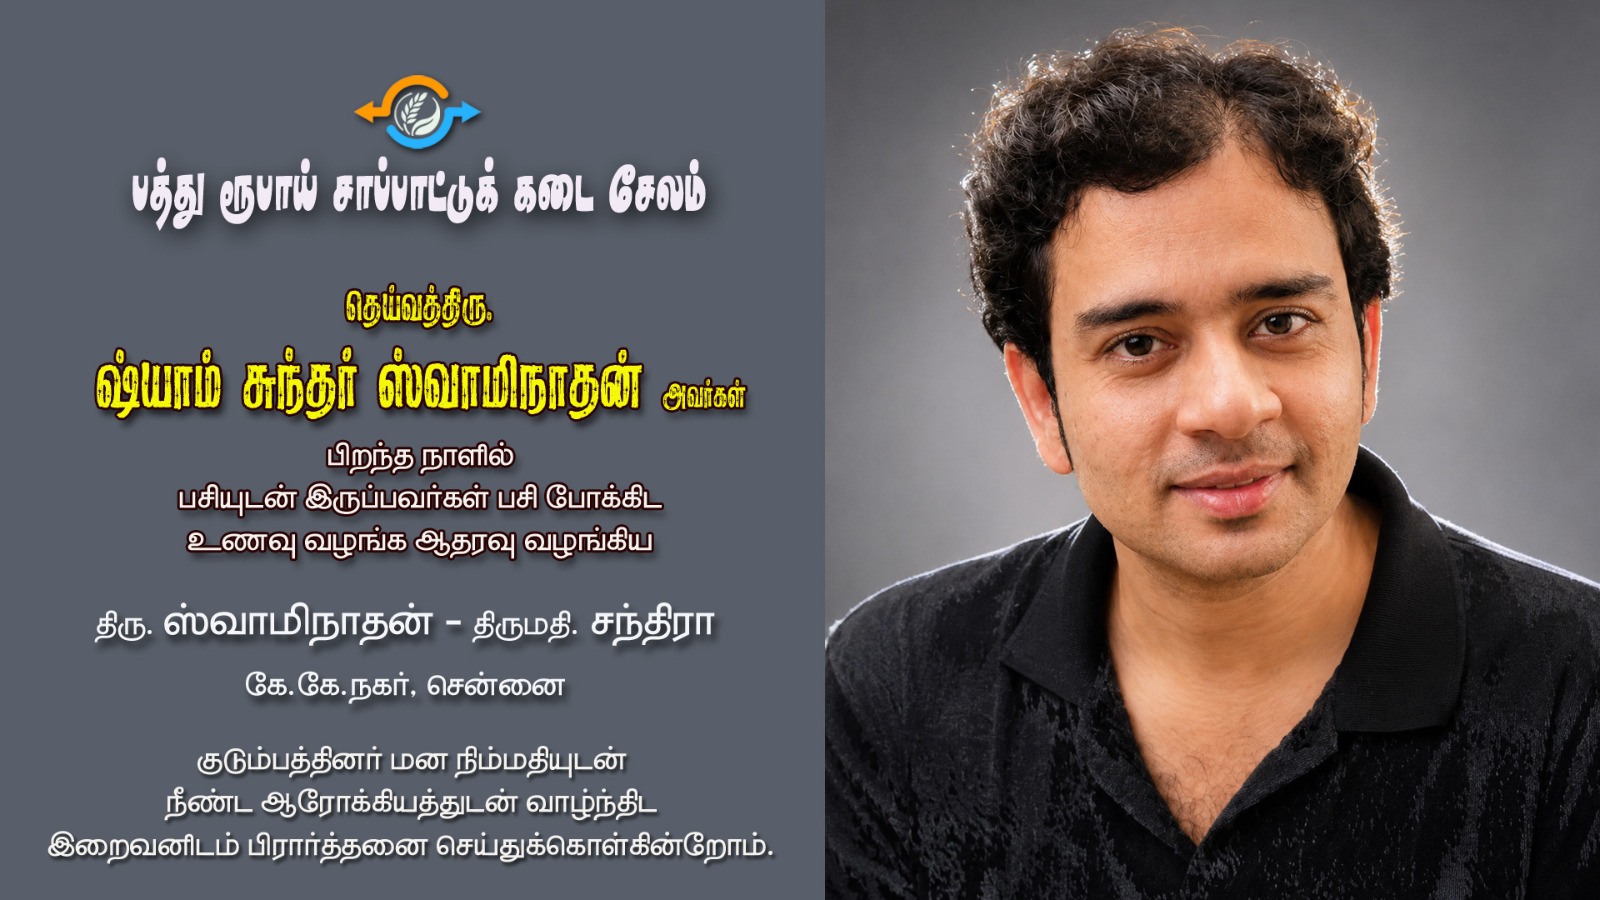 பத்து ரூபாய் சாப்பாட்டுக் கடை சேலம்
தெய்வத்திரு.
ஷ்யாம் சுந்தர் ஸ்வாமிநாதன் அவர்கள்
பிறந்த நாளில்
பசியுடன் இருப்பவர்கள் பசி போக்கிட
உணவு வழங்க ஆதரவு வழங்கிய
திரு. ஸ்வாமிநாதன் - திருமதி. சந்திரா
கே.கே.நகர், சென்னை
குடும்பத்தினர் மன நிம்மதியுடன்
நீண்ட ஆரோக்கியத்துடன் வாழ்ந்திட
இறைவனிடம் பிரார்த்தனை செய்துக்கொள்கின்றோம்.